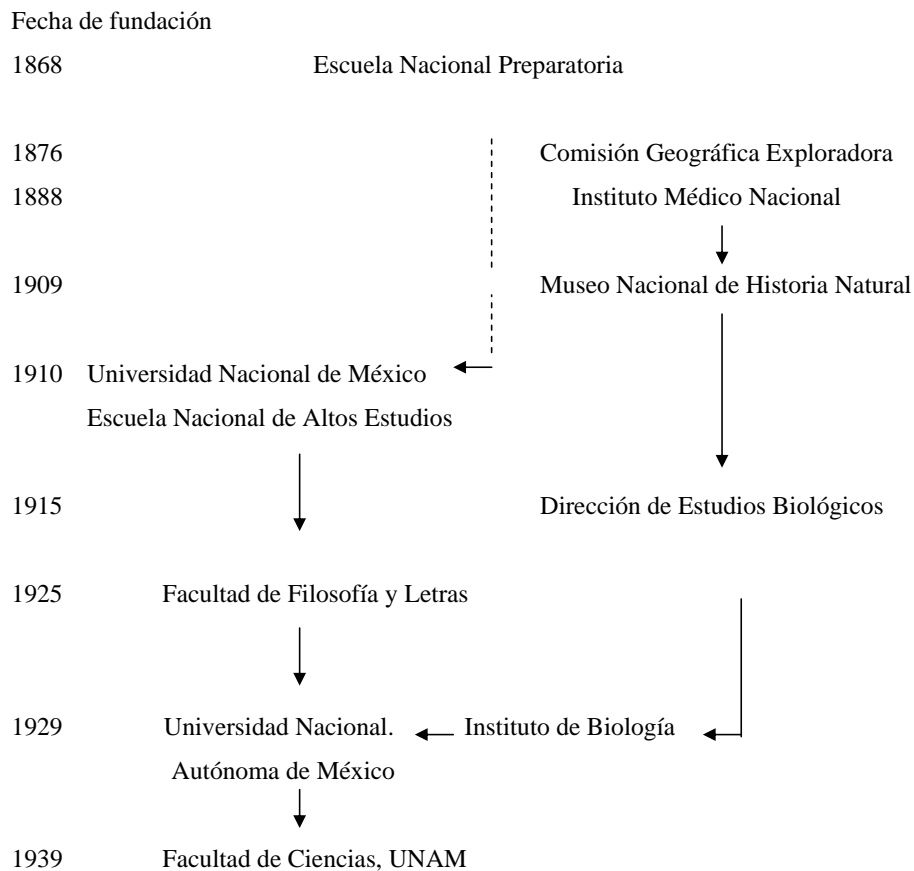 Fecha de fundación
1868 Escuela Nacional Preparatoria
1876 Comisión Geográfica Exploradora
1888 Instituto Médico Nacional
1909 Museo Nacional de Historia Natural
1910 Universidad Nacional de México
Escuela Nacional de Altos Estudios
1915 Dirección de Estudios Biológicos
1925 Facultad de Filosofía y Letras
1929 Universidad Nacional. Instituto de Biología
Autónoma de México
1939 Facultad de Ciencias, UNAM